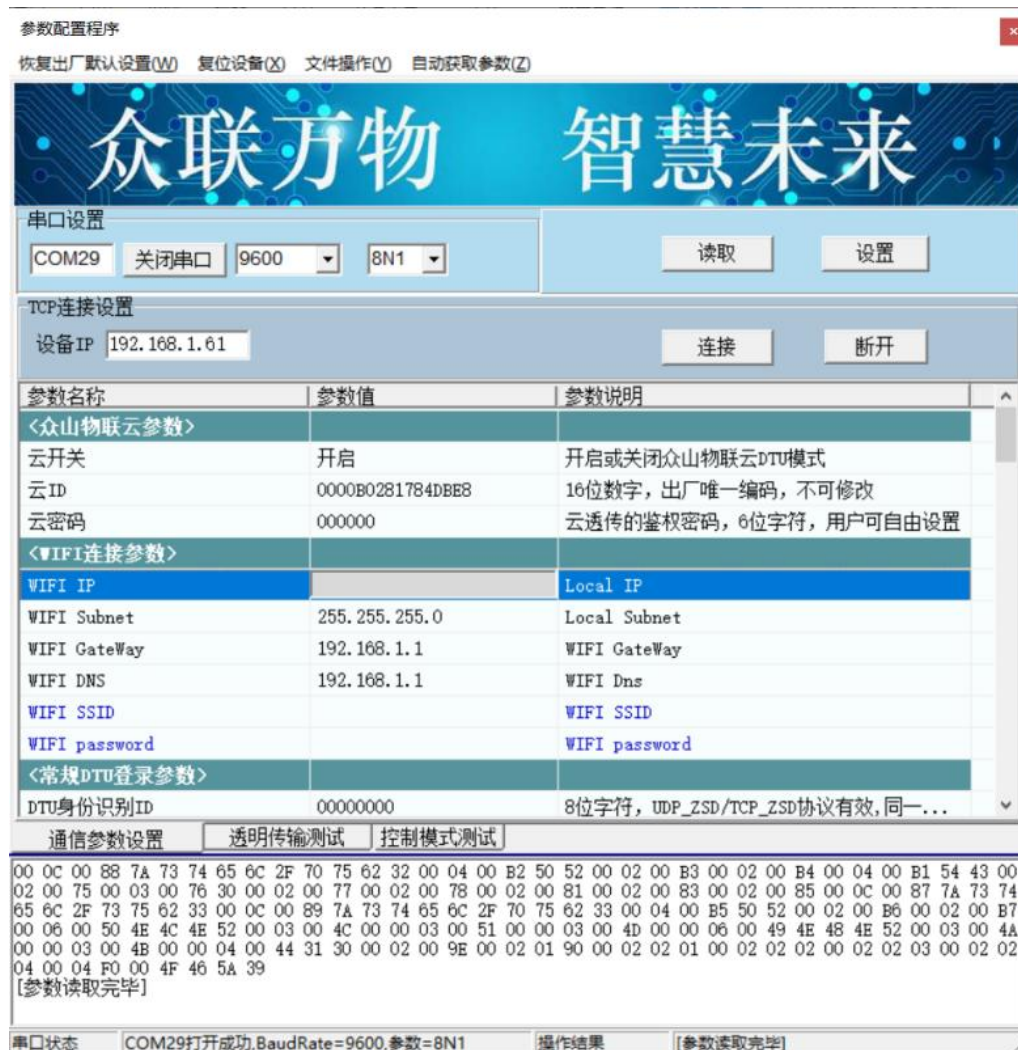 参数配置程序
恢复出厂默认设置(W) 复位设备(X) 文件操作(Y) 自动获取参数(Z)
众联万物 智慧未来
串口设置
COM29 关闭串口 9600 8N1 读取 设置
TCP连接设置
设备IP 192.168.1.61 连接 断开
参数名称 参数值 参数说明
<众山物联云参数>
云开关 开启 开启或关闭众山物联云DTU模式
云ID 0000B0281784DBE8 16位数字，出厂唯一编码，不可修改
云密码 000000 云透传的鉴权密码，6位字符，用户可自由设置
<WIFI连接参数>
WIFI IP Local IP
WIFI Subnet 255.255.255.0 Local Subnet
WIFI GateWay 192.168.1.1 WIFI GateWay
WIFI DNS 192.168.1.1 WIFI Dns
WIFI SSID WIFI SSID
WIFI password WIFI password
<常规DTU登录参数>
DTU身份识别ID 00000000 8位字符，UDP_ZSD/TCP_ZSD协议有效,同一...
通信参数设置 透明传输测试 控制模式测试
00 0C 00 88 7A 73 74 65 6C 2F 70 75 62 32 00 04 00 B2 50 52 00 02 00 B3 00 02 00 B4 00 04 00 B1 54 43 00
02 00 75 00 03 00 76 30 00 02 00 77 00 02 00 78 00 02 00 81 00 02 00 83 00 02 00 85 00 0C 00 87 7A 73 74
65 6C 2F 73 75 62 33 00 0C 00 89 7A 73 74 65 6C 2F 70 75 62 33 00 04 00 B5 50 52 00 02 00 B6 00 02 00 B7
00 06 00 50 4E 4C 4E 52 00 03 00 4C 00 00 03 00 51 00 00 03 00 4D 00 00 06 00 49 4E 48 4E 52 00 03 00 4A
00 00 03 00 4B 00 00 04 00 44 31 30 00 02 00 9E 00 02 01 90 00 02 02 01 00 02 02 02 00 02 02 03 00 02 02
04 00 04 F0 00 4F 46 5A 39
[参数读取完毕]
串口状态 COM29打开成功,BaudRate=9600,参数=8N1 操作结果 [参数读取完毕]